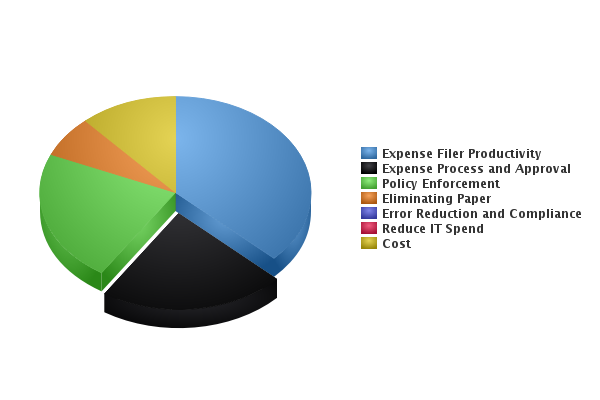 Expense Filer Productivity
Expense Process and Approval
Policy Enforcement
Eliminating Paper
Error Reduction and Compliance
Reduce IT Spend
Cost